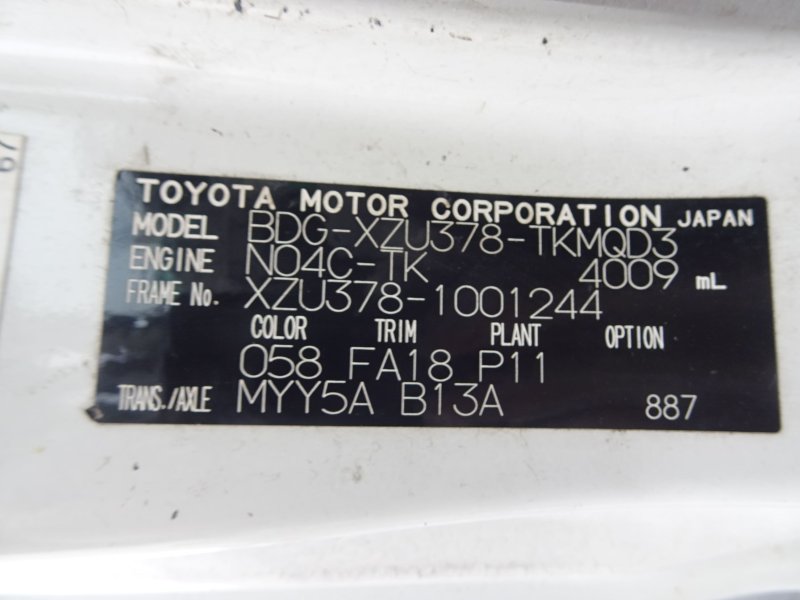 67
TOYOTA MOTOR CORPORATION JAPAN
MODEL BDG-XZU378-TKMQD3
ENGINE N04C-TK 4009 mL
FRAME No. XZU378-1001244
COLOR TRIM PLANT OPTION
058 FA18 P11
TRANS./AXLE MYY5A B13A 887